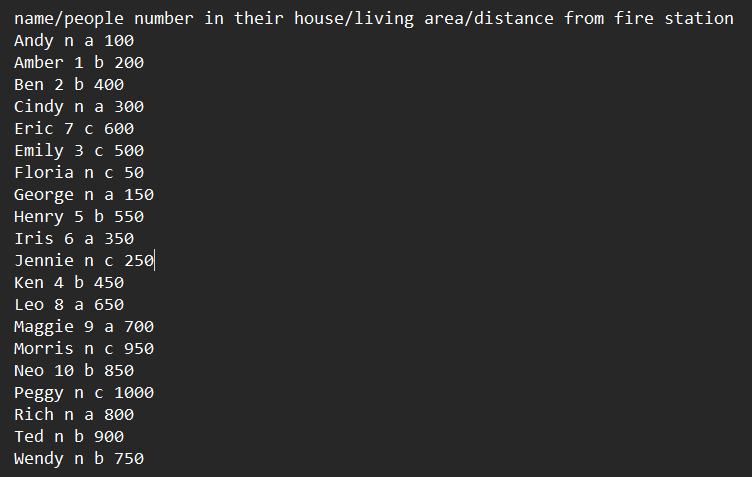 name/people number in their house/living area/distance from fire station
Andy n a 100
Amber 1 b 200
Ben 2 b 400
Cindy n a 300
Eric 7 c 600
Emily 3 c 500
Floria n c 50
George n a 150
Henry 5 b 550
Iris 6 a 350
Jennie n c 250
Ken 4 b 450
Leo 8 a 650
Maggie 9 a 700
Morris n c 950
Neo 10 b 850
Peggy n c 1000
Rich n a 800
Ted n b 900
Wendy n b 750